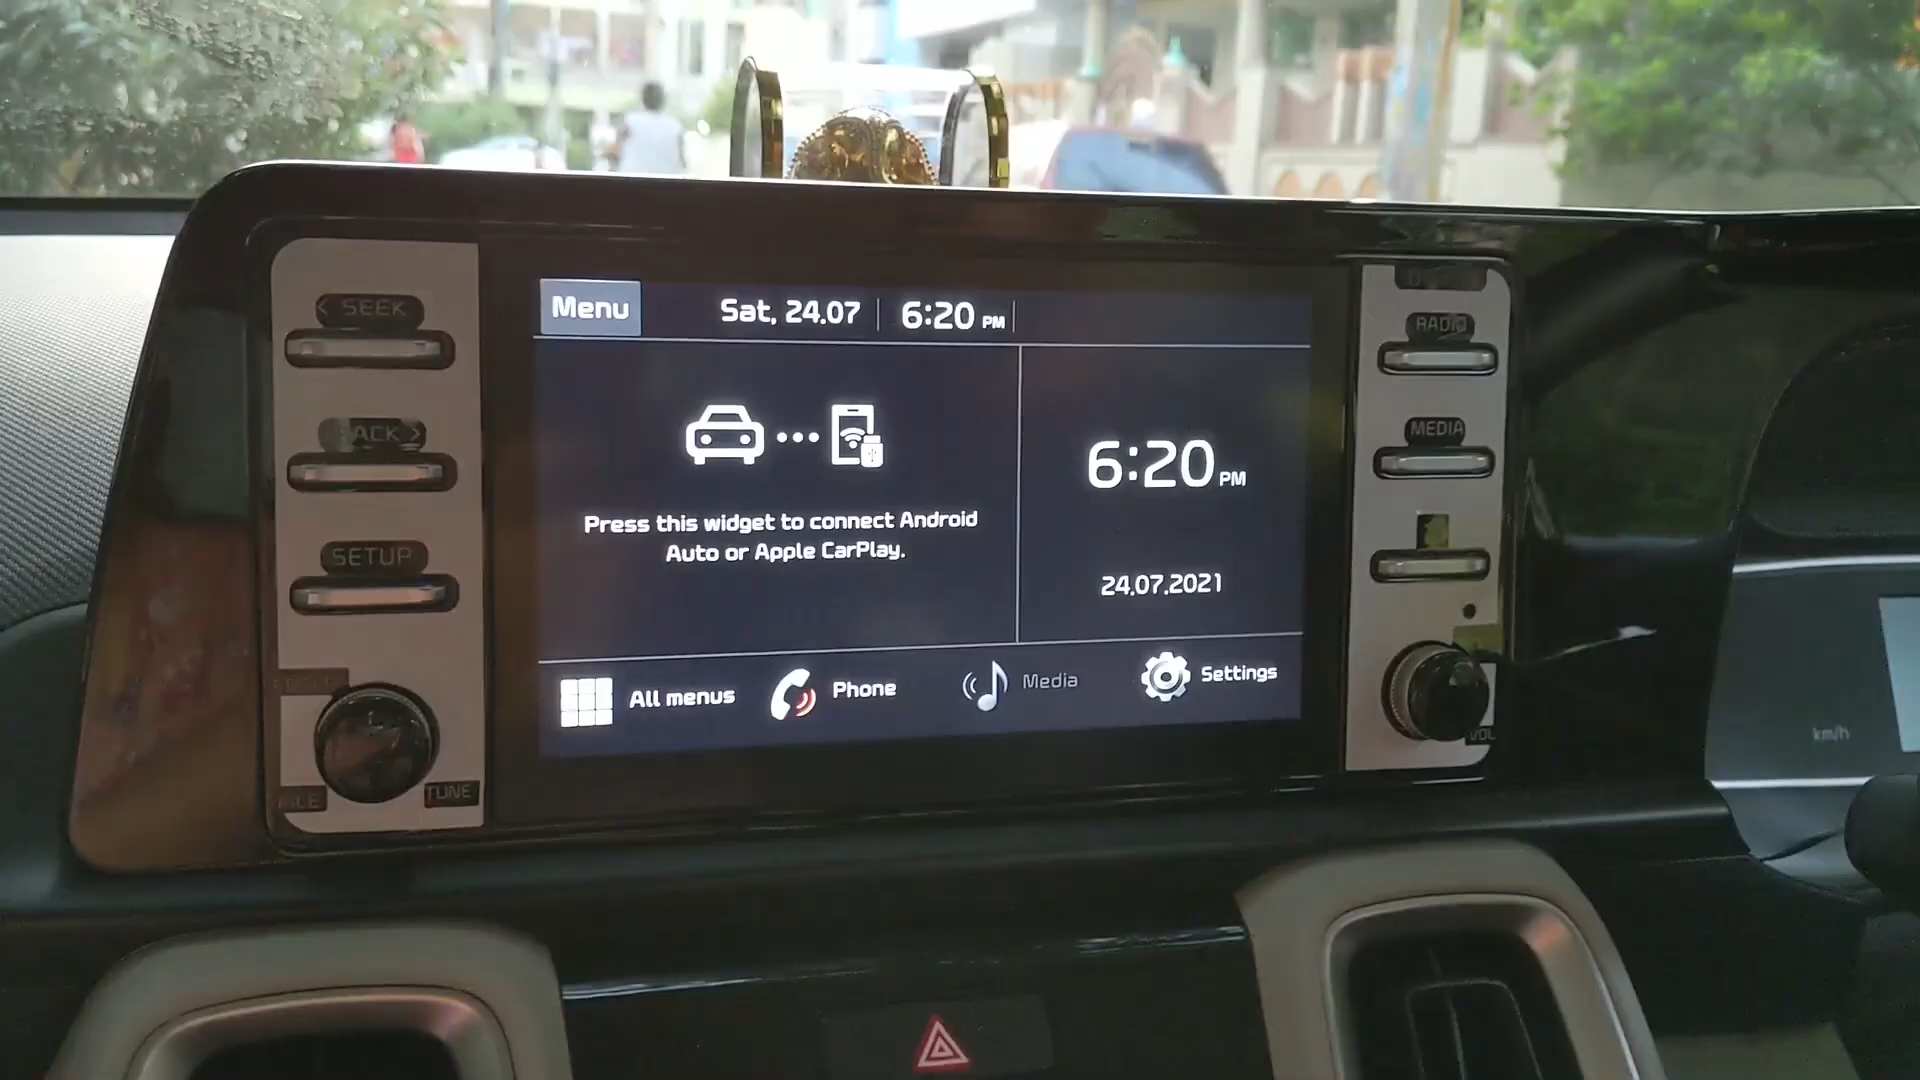 < SEEK
TRACK >
SETUP
FILE
TUNE
Menu
Sat, 24.07
6:20 PM
Press this widget to connect Android
Auto or Apple CarPlay.
6:20 PM
24.07.2021
All menus
Phone
Media
Settings
RADIO
MEDIA
VOL
km/h